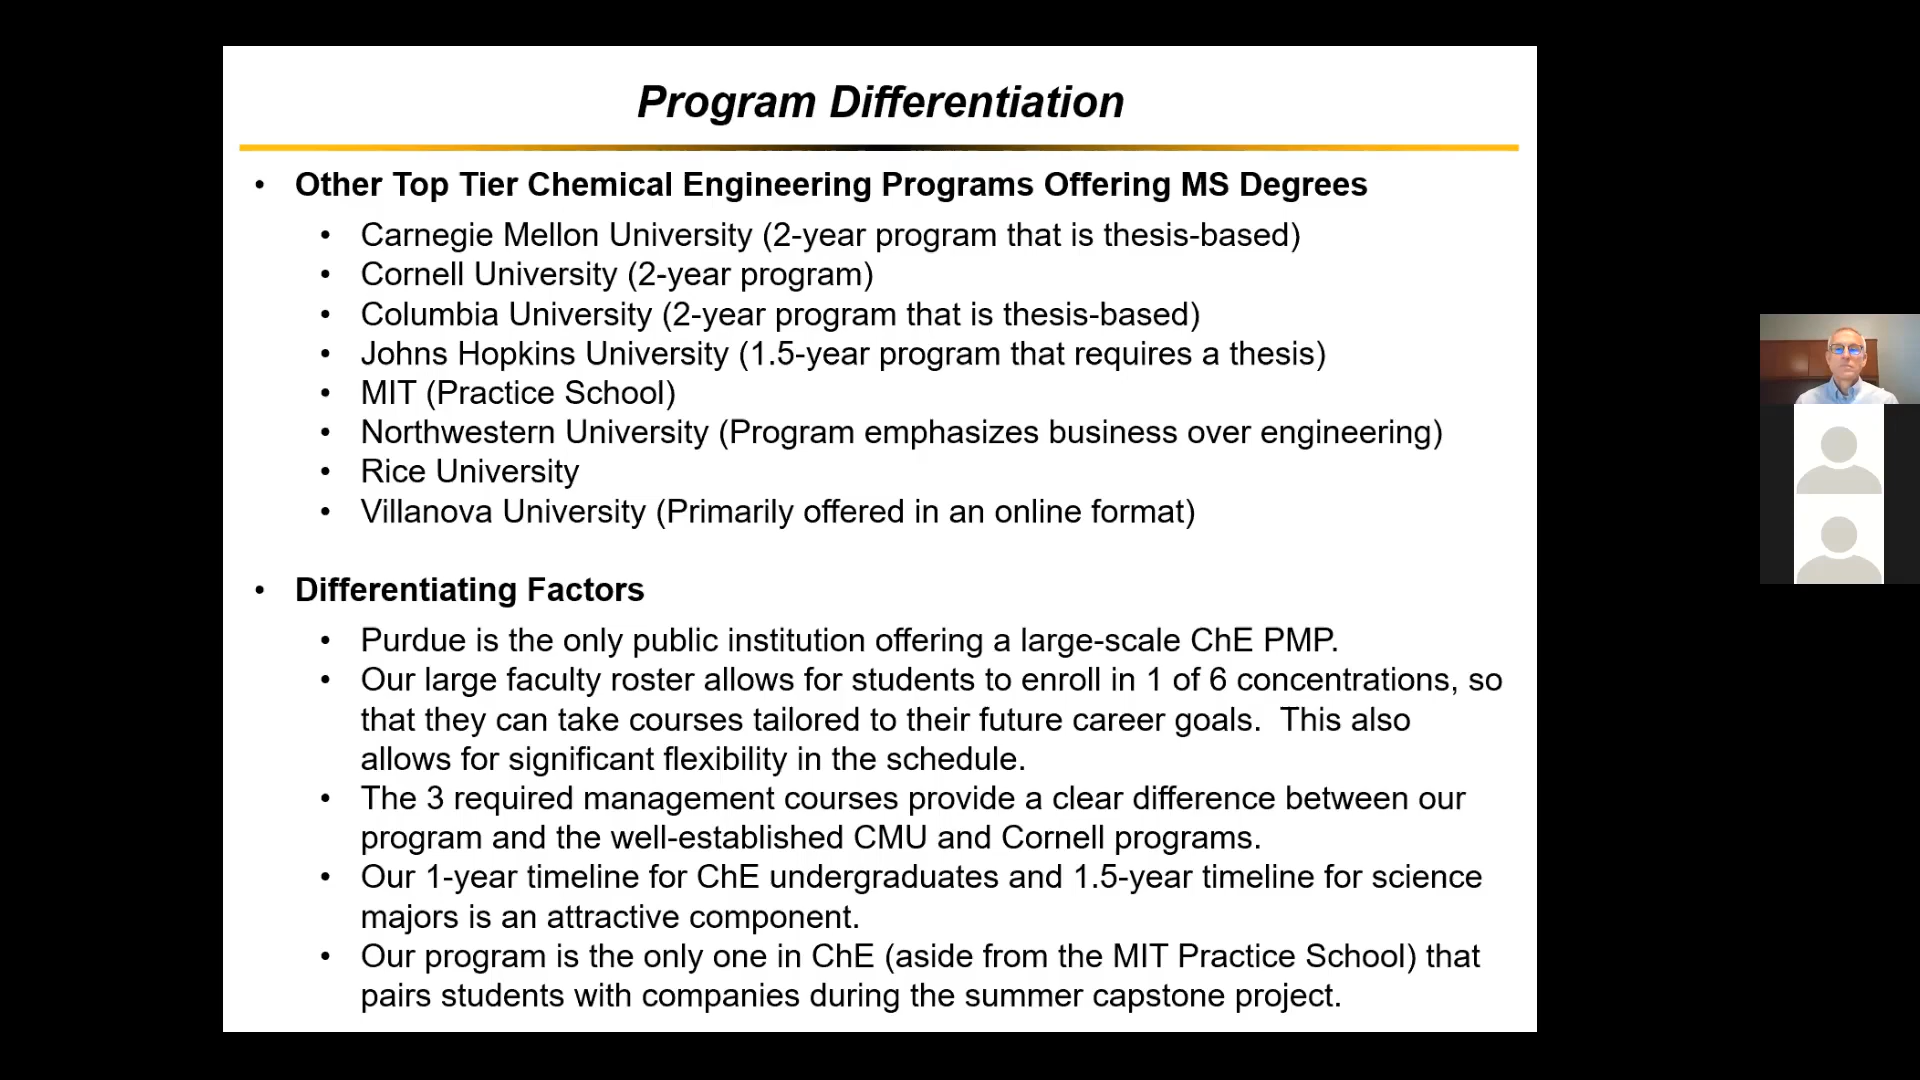 Program Differentiation
• Other Top Tier Chemical Engineering Programs Offering MS Degrees
• Carnegie Mellon University (2-year program that is thesis-based)
• Cornell University (2-year program)
• Columbia University (2-year program that is thesis-based)
• Johns Hopkins University (1.5-year program that requires a thesis)
• MIT (Practice School)
• Northwestern University (Program emphasizes business over engineering)
• Rice University
• Villanova University (Primarily offered in an online format)
• Differentiating Factors
• Purdue is the only public institution offering a large-scale ChE PMP.
• Our large faculty roster allows for students to enroll in 1 of 6 concentrations, so
that they can take courses tailored to their future career goals.  This also
allows for significant flexibility in the schedule.
• The 3 required management courses provide a clear difference between our
program and the well-established CMU and Cornell programs.
• Our 1-year timeline for ChE undergraduates and 1.5-year timeline for science
majors is an attractive component.
• Our program is the only one in ChE (aside from the MIT Practice School) that
pairs students with companies during the summer capstone project.